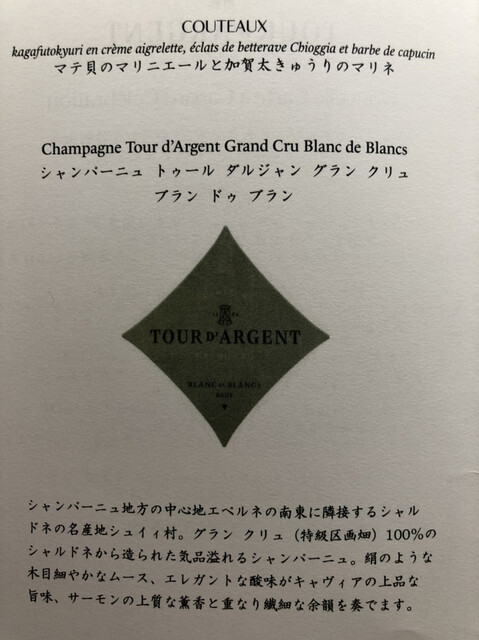 COUTEAUX
kagafutokyuri en crème aigrelette, éclats de betterave Chioggia et barbe de capucin
マテ貝のマリニエールと加賀太きゅうりのマリネ
Champagne Tour d'Argent Grand Cru Blanc de Blancs
シャンパーニュ トゥール ダルジャン グラン クリュ
ブラン ドゥ ブラン
TOUR D'ARGENT
BLANC DE BLANCS
BRUT
シャンパーニュ地方の中心地エペルネの南東に隣接するシャル
ドネの名産地シュイィ村。グラン クリュ（特級区画畑）100%の
シャルドネから造られた気品溢れるシャンパーニュ。絹のような
木目細やかなムース、エレガントな酸味がキャヴィアの上品な
旨味、サーモンの上質な薫香と重なり繊細な余韻を奏でます。